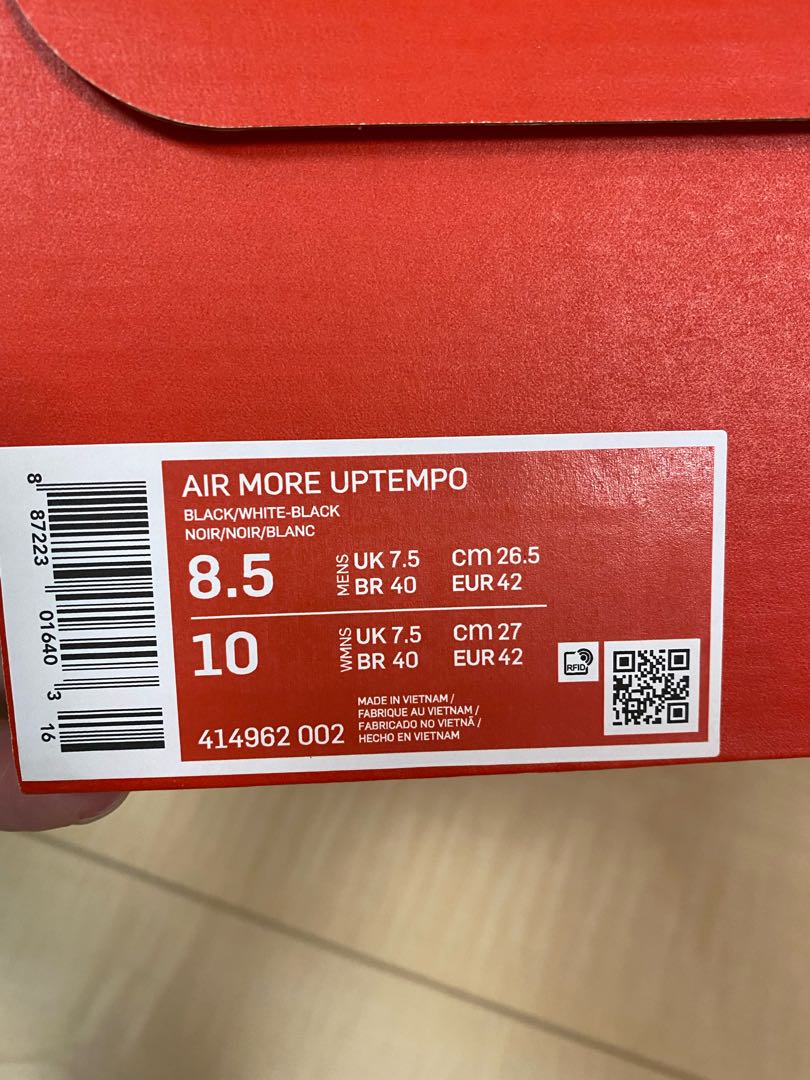 AIR MORE UPTEMPO
BLACK/WHITE-BLACK
NOIR/NOIR/BLANC
8.5 MENS UK 7.5 cm 26.5
BR 40 EUR 42
10 WMNS UK 7.5 cm 27
BR 40 EUR 42
RFID
414962 002
MADE IN VIETNAM /
FABRIQUE AU VIETNAM /
FABRICADO NO VIETNÃ /
HECHO EN VIETNAM
8 87223 01640 3 16